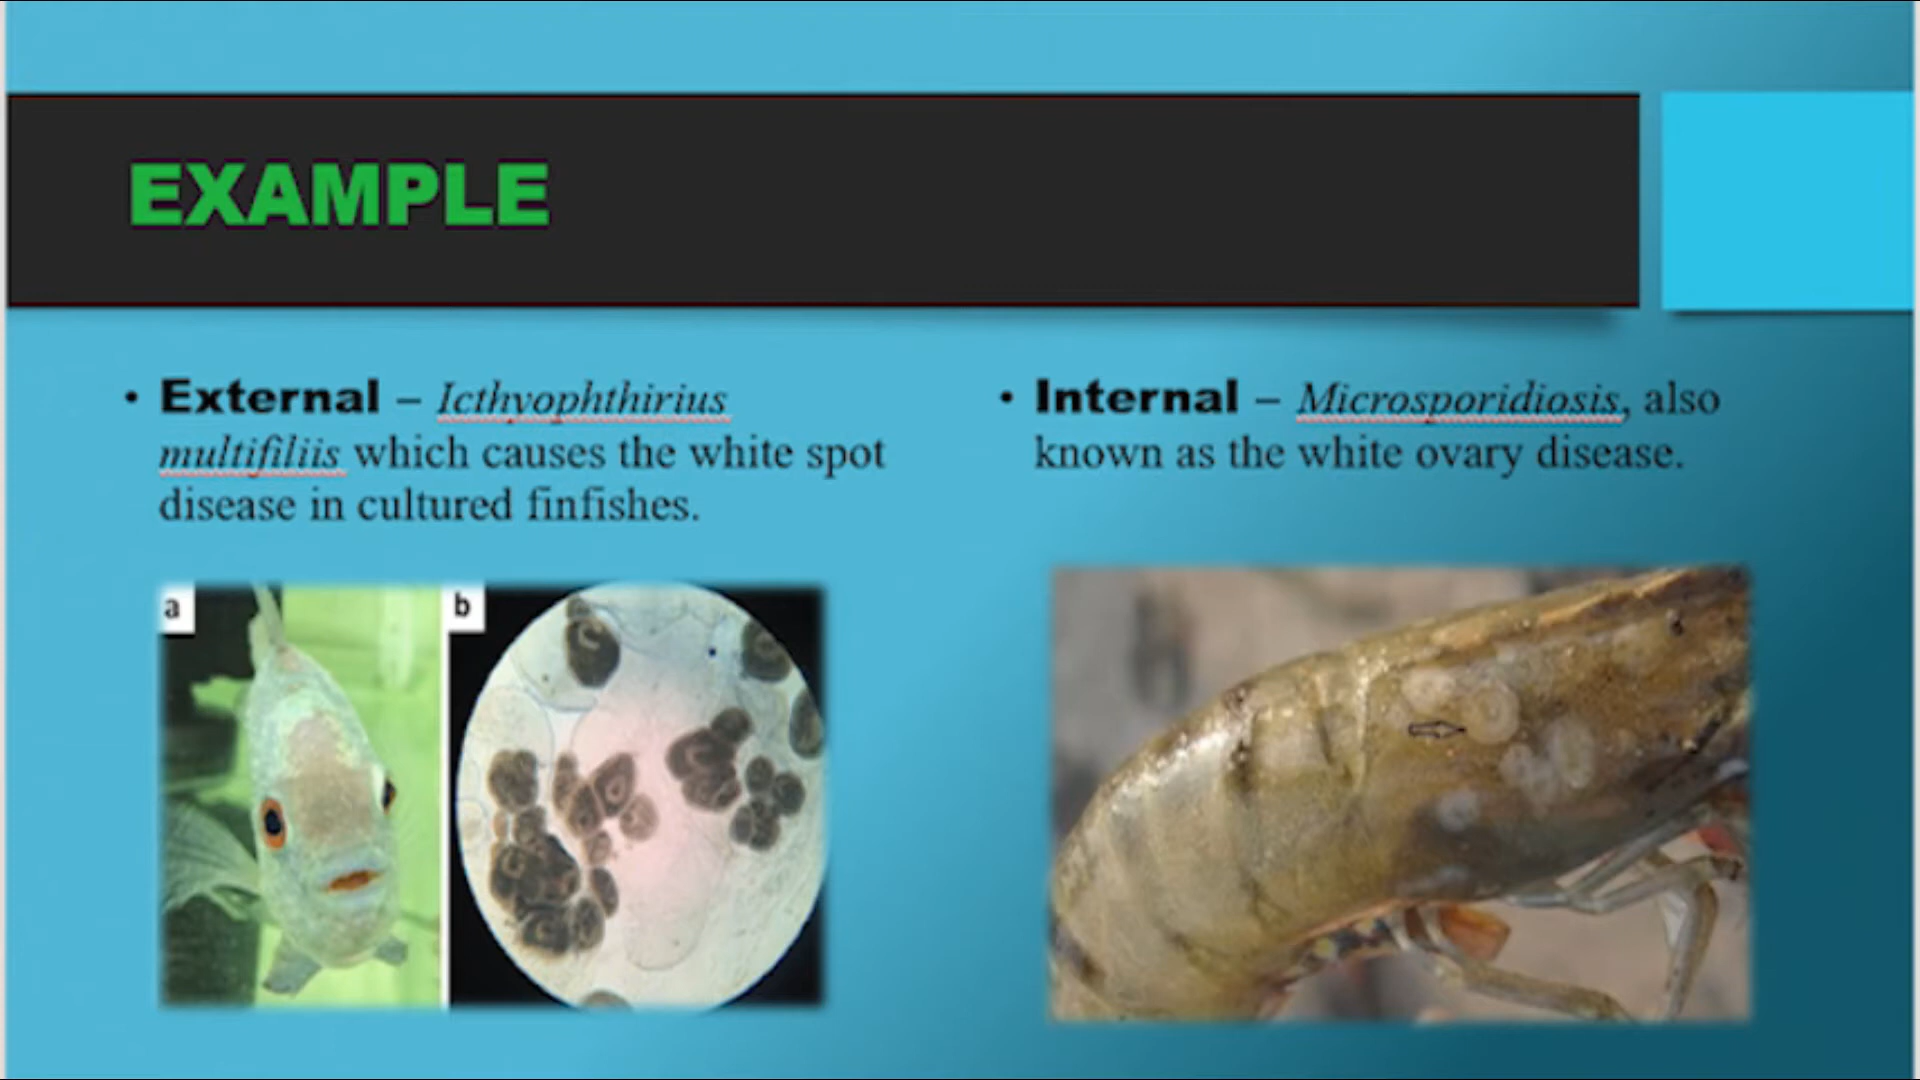 EXAMPLE
• External – Icthyophthirius
multifiliis which causes the white spot
disease in cultured finfishes.
• Internal – Microsporidiosis, also
known as the white ovary disease.
a
b